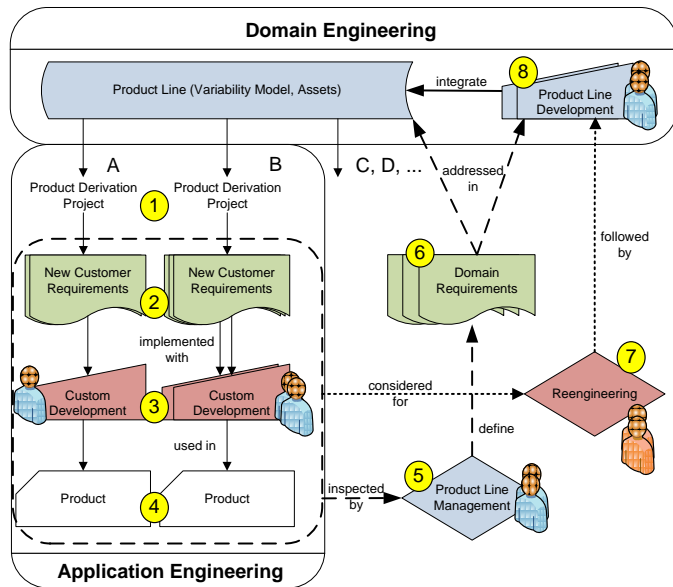 Domain Engineering
8
Product Line (Variability Model, Assets)
integrate
Product Line
Development
A
B
C, D, ...
addressed
in
Product Derivation
Project
1
Product Derivation
Project
followed
by
6
New Customer
Requirements
2
New Customer
Requirements
Domain
Requirements
implemented
with
7
Custom
Development
3
Custom
Development
considered
for
Reengineering
used in
define
5
Product
4
Product
inspected
by
Product Line
Management
Application Engineering